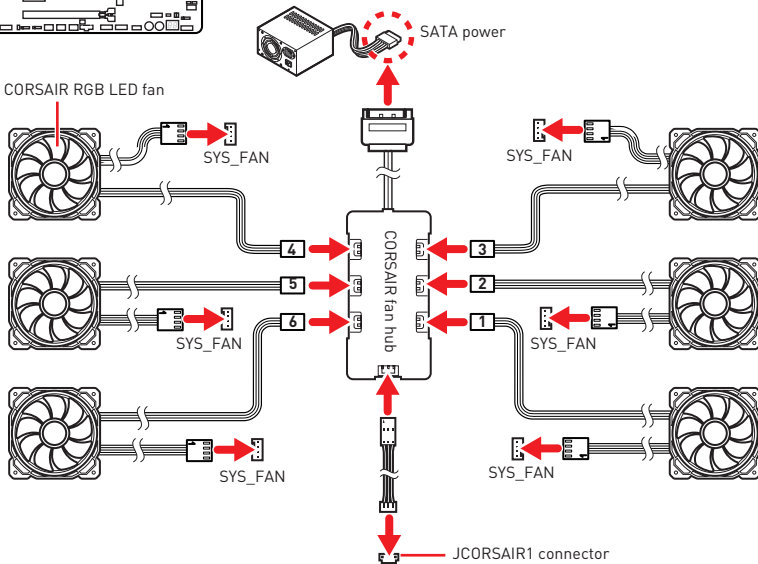 SATA power
CORSAIR RGB LED fan
SYS_FAN
SYS_FAN
4
3
5
2
6
1
CORSAIR fan hub
SYS_FAN
SYS_FAN
SYS_FAN
SYS_FAN
JCORSAIR1 connector